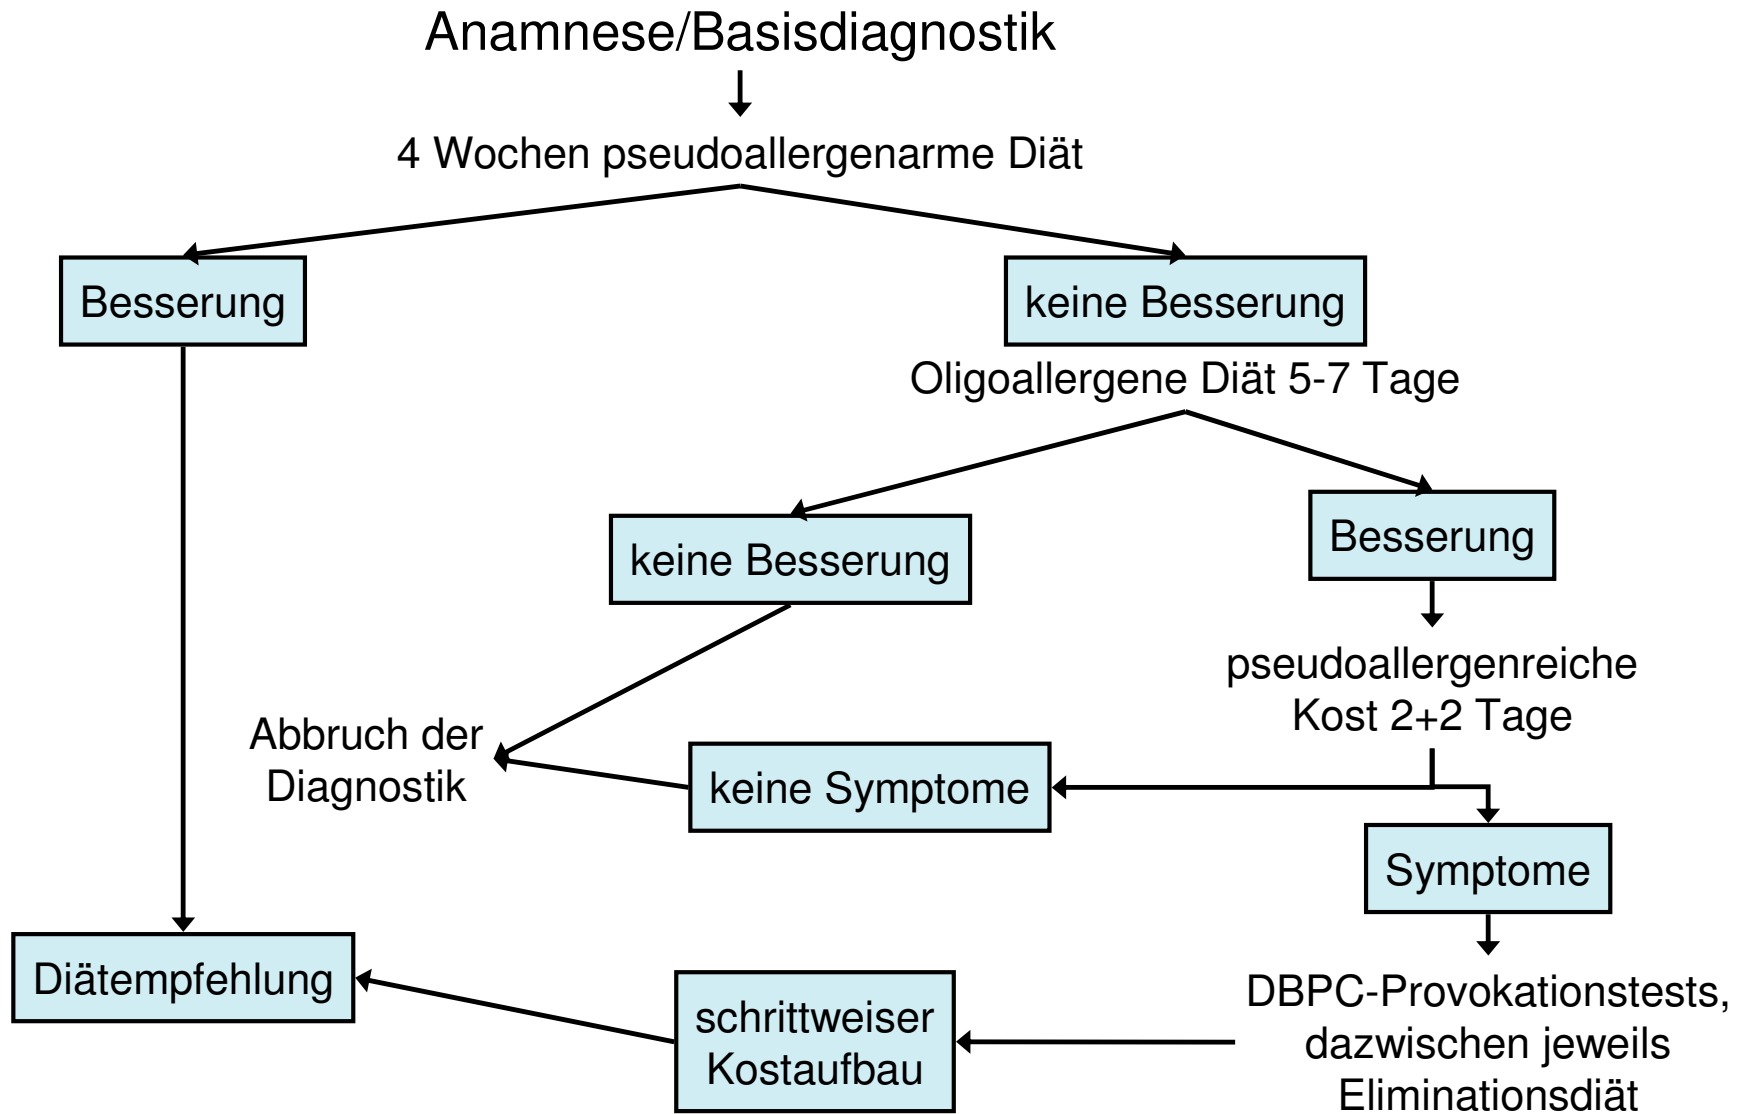 Anamnese/Basisdiagnostik
4 Wochen pseudoallergenarme Diät
Besserung
keine Besserung
Oligoallergene Diät 5-7 Tage
keine Besserung
Besserung
pseudoallergenreiche
Kost 2+2 Tage
Abbruch der
Diagnostik
keine Symptome
Symptome
Diätempfehlung
schrittweiser
Kostaufbau
DBPC-Provokationstests,
dazwischen jeweils
Eliminationsdiät